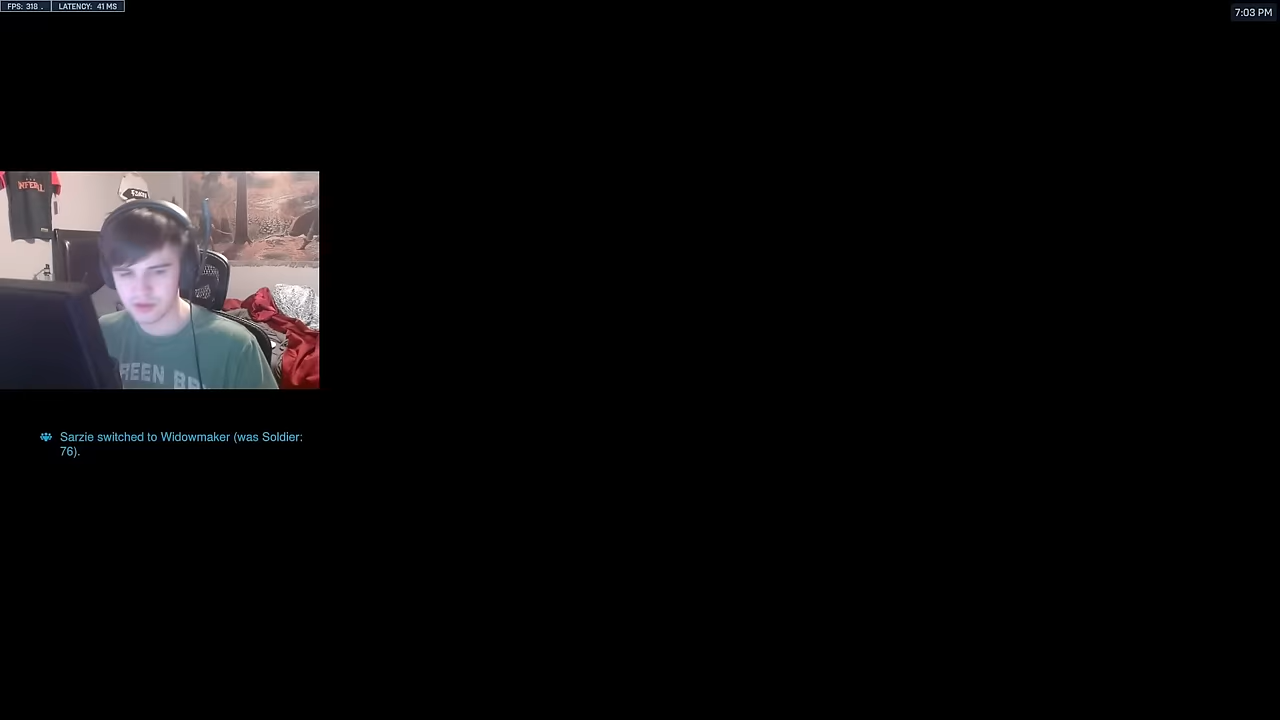 FPS: 318 . LATENCY: 41 MS
7:03 PM
Sarzie switched to Widowmaker (was Soldier:
76).